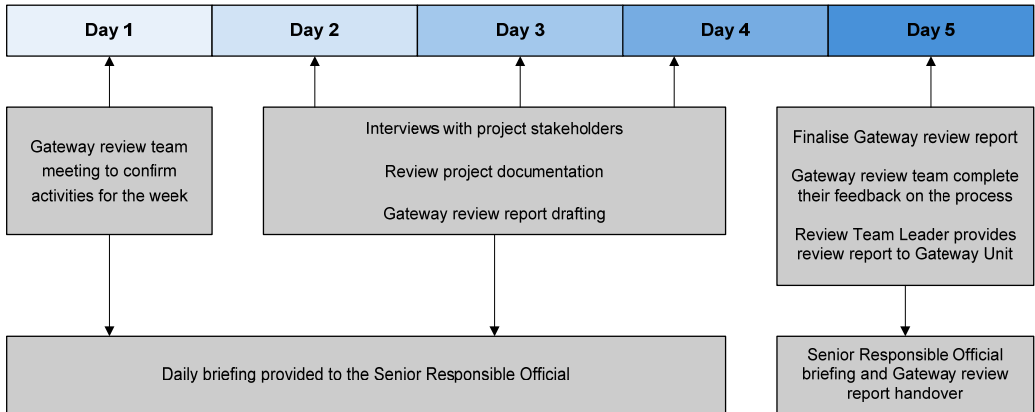 Day 1
Day 2
Day 3
Day 4
Day 5
Gateway review team
meeting to confirm
activities for the week
Interviews with project stakeholders
Review project documentation
Gateway review report drafting
Finalise Gateway review report
Gateway review team complete
their feedback on the process
Review Team Leader provides
review report to Gateway Unit
Daily briefing provided to the Senior Responsible Official
Senior Responsible Official
briefing and Gateway review
report handover